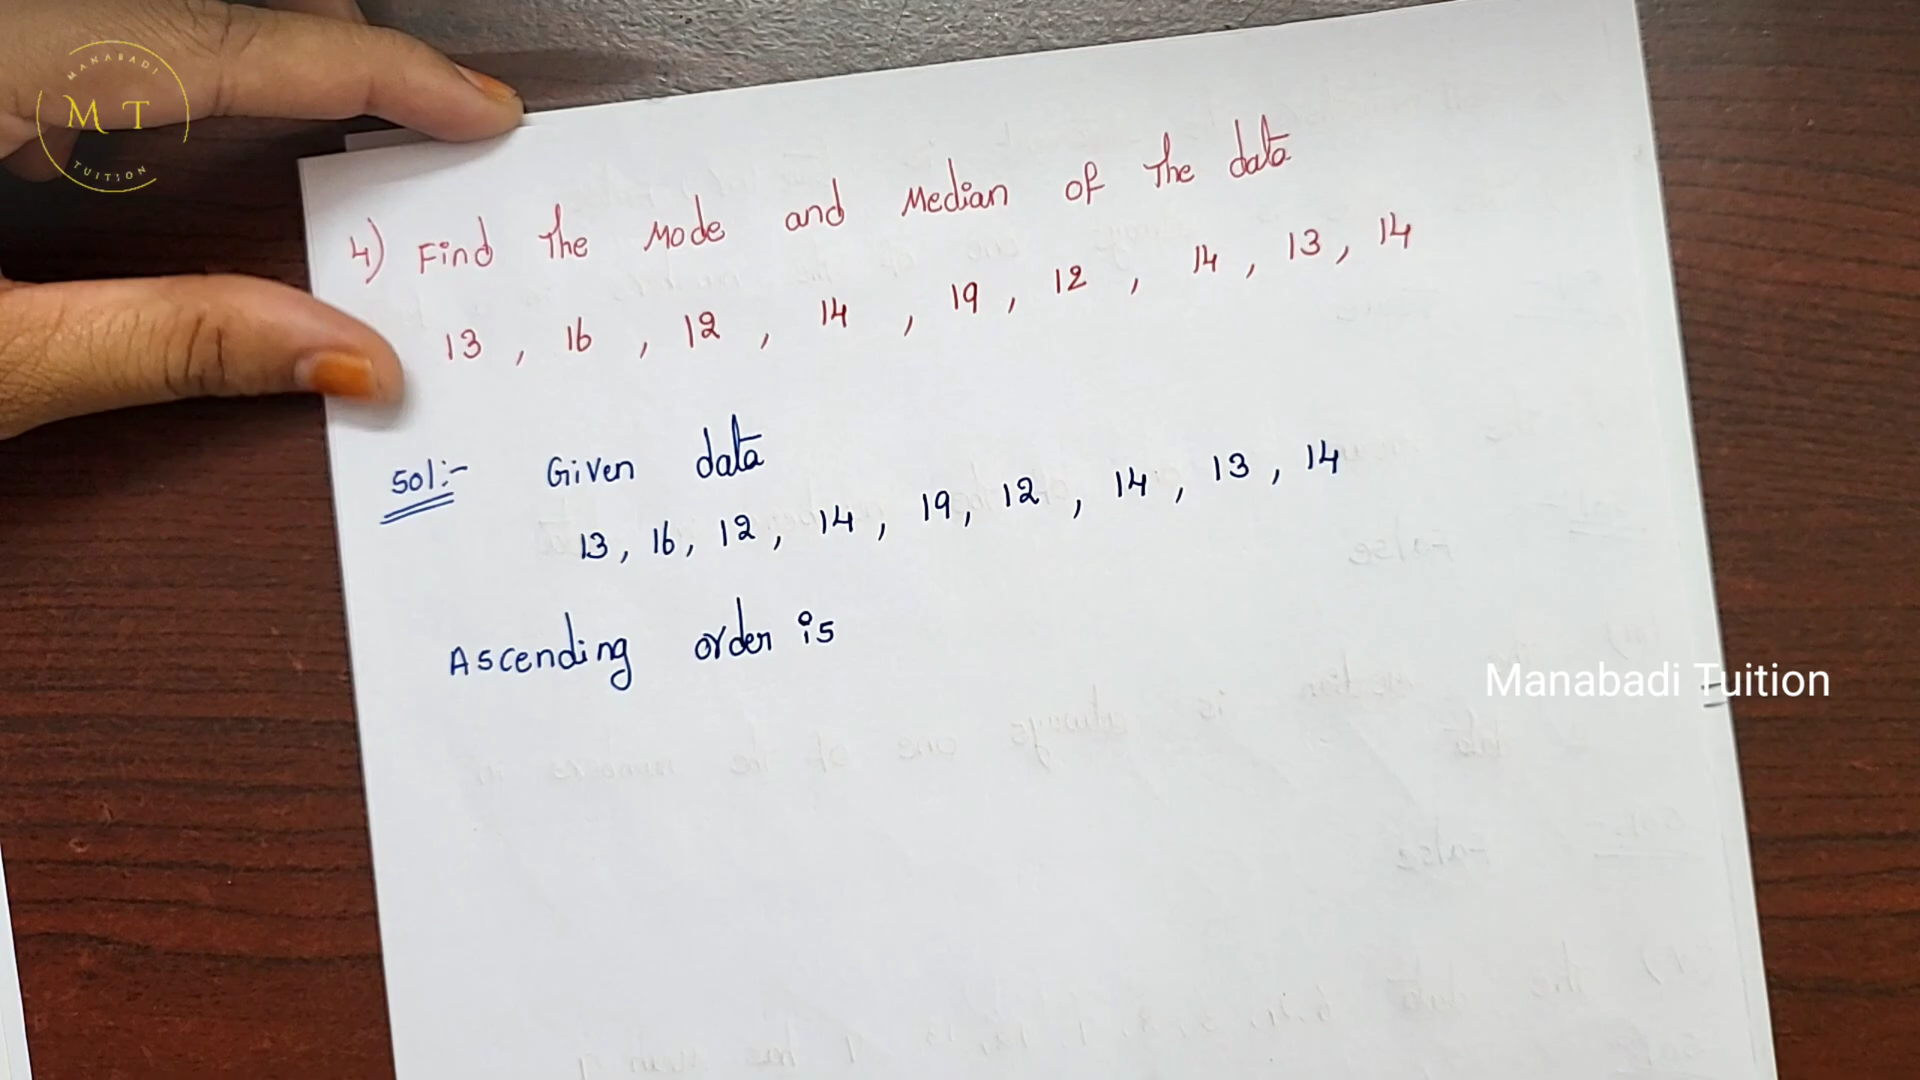 MANABADI
M T
TUITION
4) Find the Mode and Median of the data
13 , 16 , 12 , 14 , 19 , 12 , 14 , 13 , 14
Sol:- Given data
13 , 16 , 12 , 14 , 19 , 12 , 14 , 13 , 14
Ascending order is
Manabadi Tuition